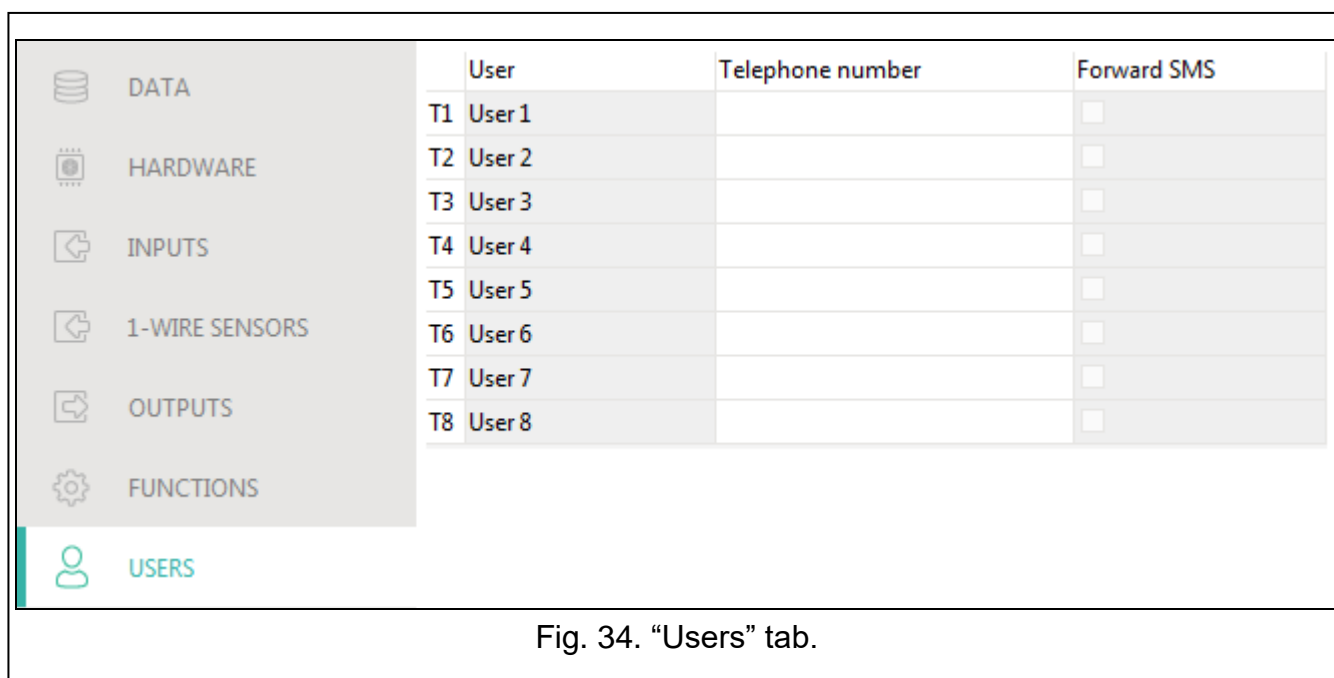 DATA
HARDWARE
INPUTS
1-WIRE SENSORS
OUTPUTS
FUNCTIONS
USERS
User Telephone number Forward SMS
T1 User 1
T2 User 2
T3 User 3
T4 User 4
T5 User 5
T6 User 6
T7 User 7
T8 User 8
Fig. 34. “Users” tab.